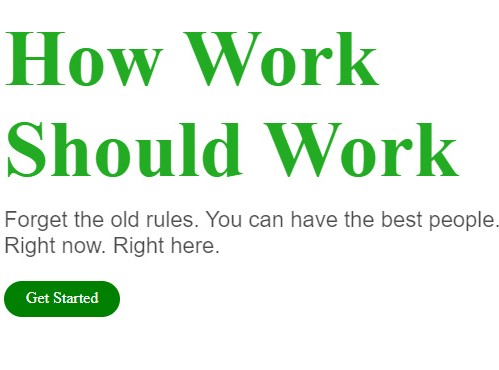 How Work
Should Work
Forget the old rules. You can have the best people.
Right now. Right here.
Get Started